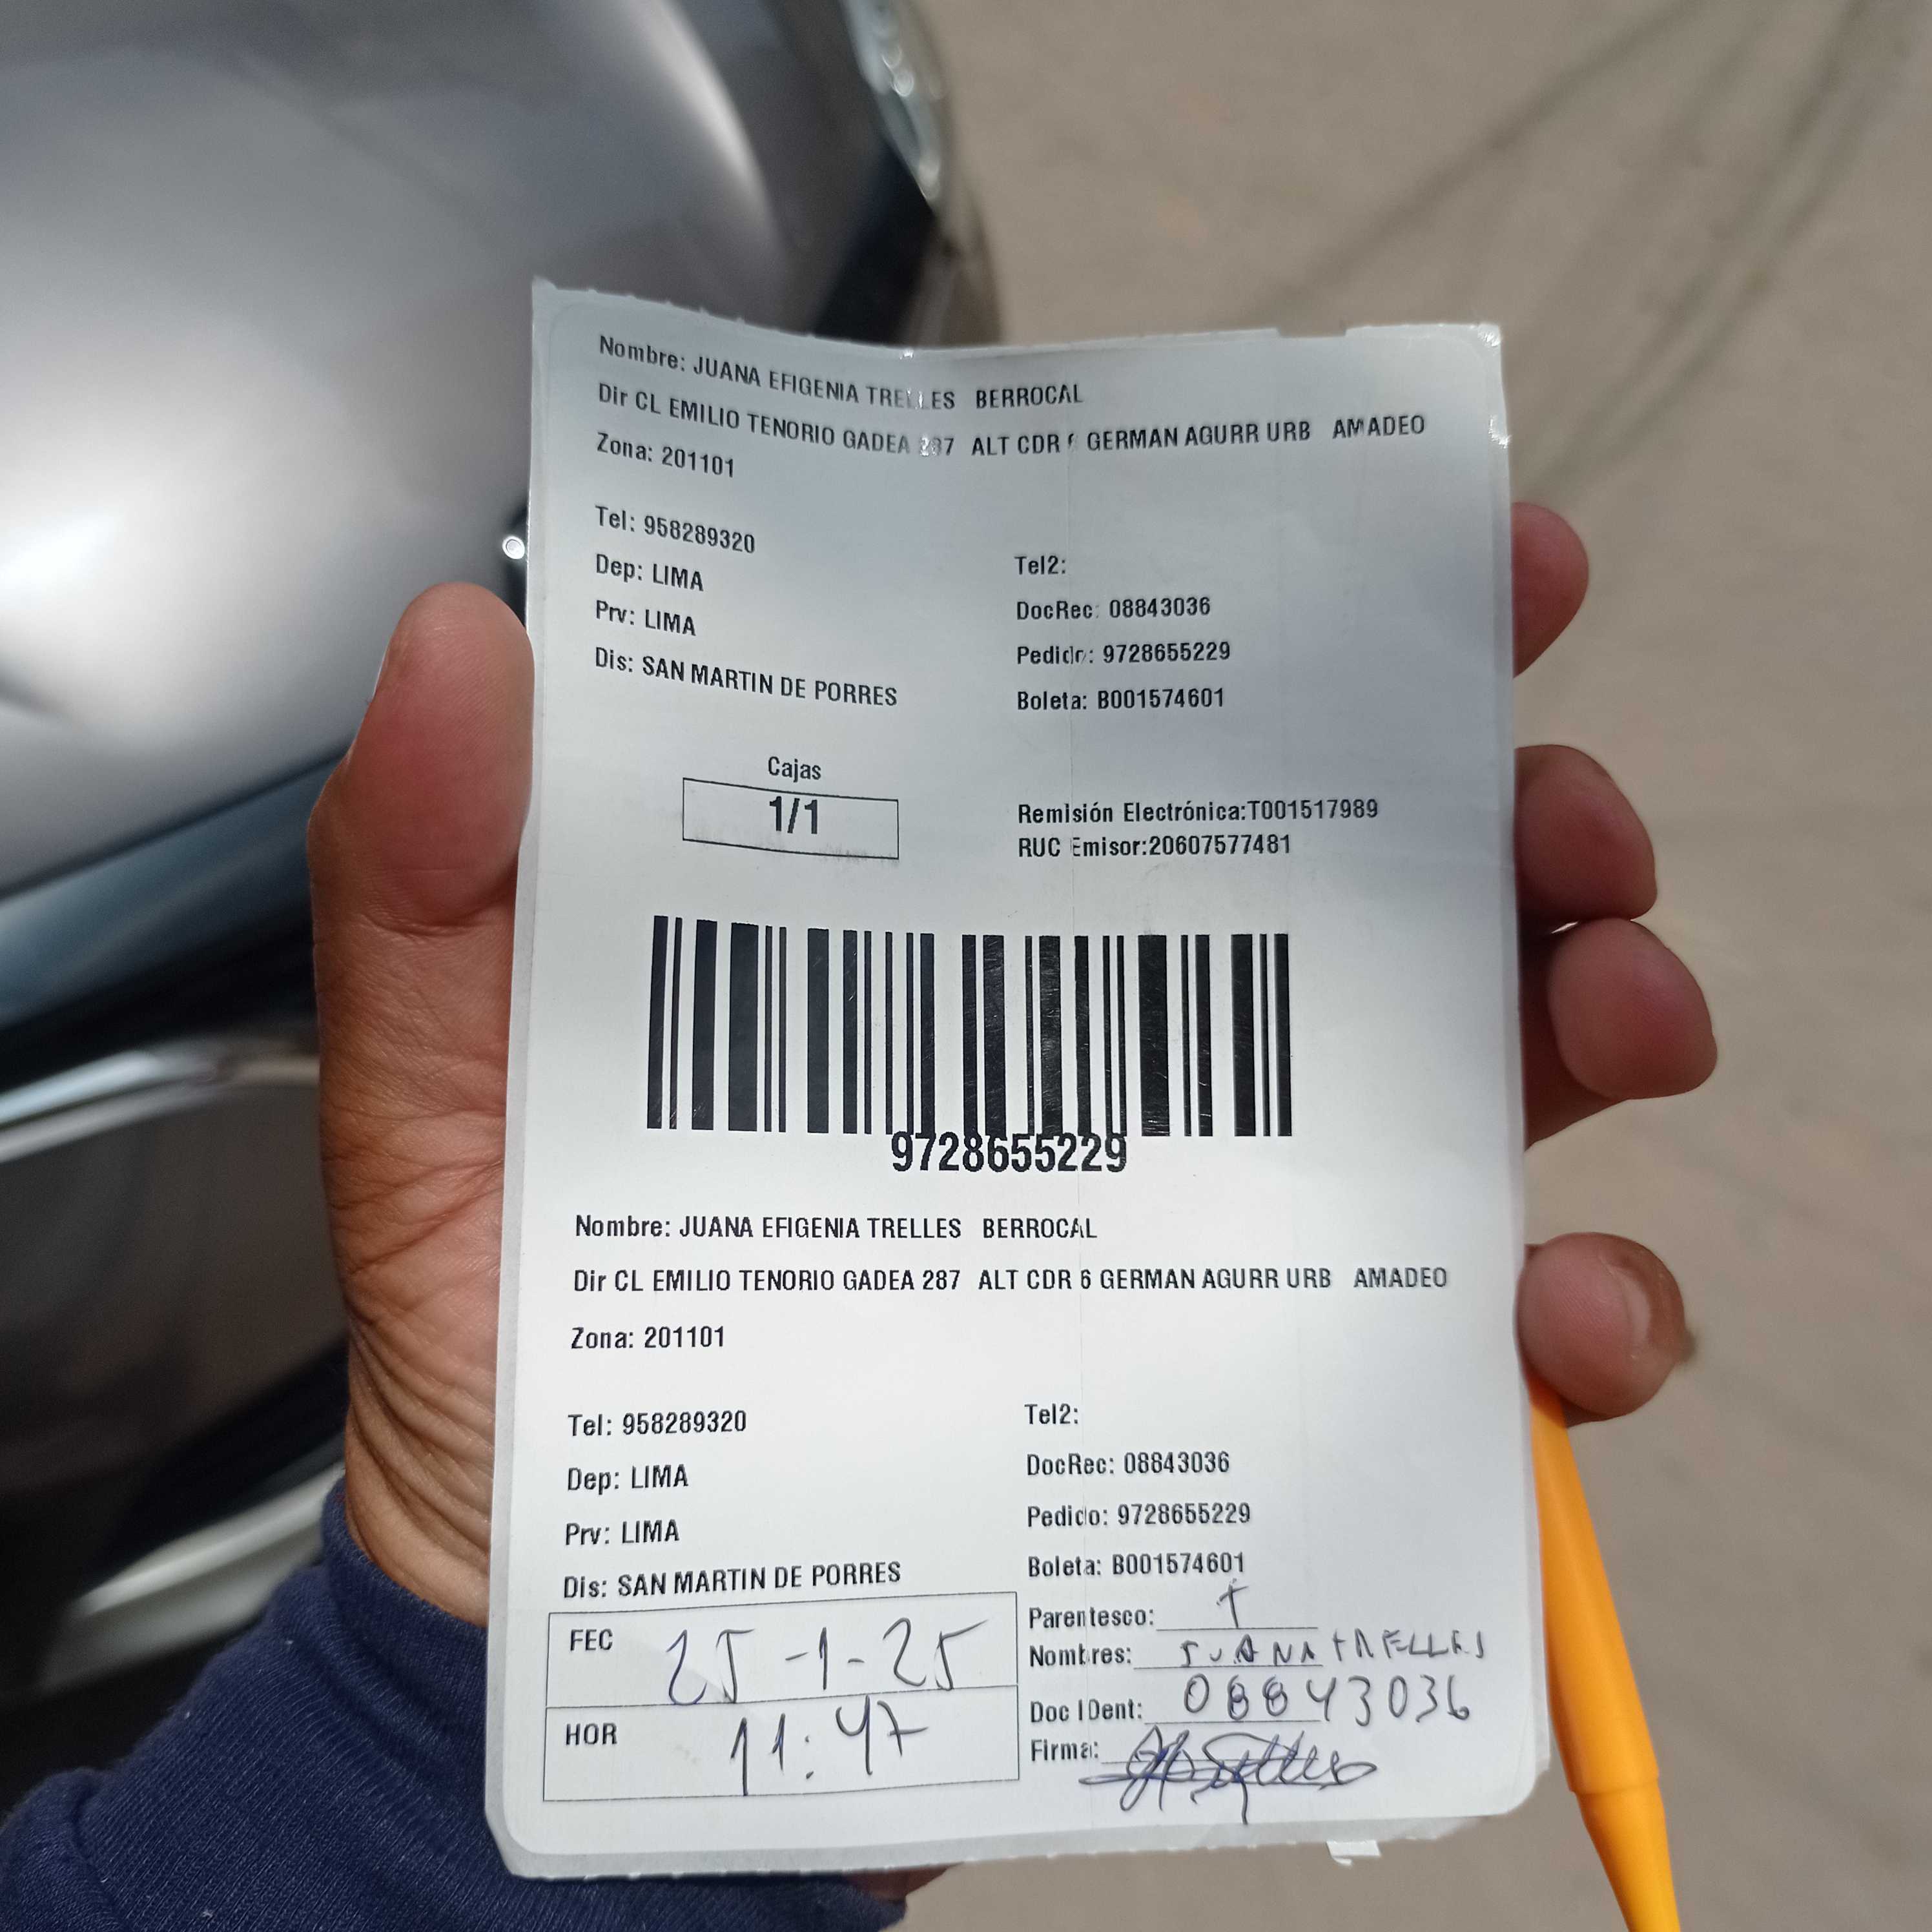 Nombre: JUANA EFIGENIA TRELLES BERROCAL
Dir CL EMILIO TENORIO GADEA 287 ALT CDR 6 GERMAN AGURR URB AMADEO
Zona: 201101
Tel: 958289320
Tel2:
Dep: LIMA
DocRec: 08843036
Prv: LIMA
Pedido: 9728655229
Dis: SAN MARTIN DE PORRES
Boleta: B001574601
Cajas
1/1
Remisión Electrónica:T001517989
RUC Emisor:20607577481
9728655229
Nombre: JUANA EFIGENIA TRELLES BERROCAL
Dir CL EMILIO TENORIO GADEA 287 ALT CDR 6 GERMAN AGURR URB AMADEO
Zona: 201101
Tel: 958289320
Tel2:
Dep: LIMA
DocRec: 08843036
Prv: LIMA
Pedido: 9728655229
Dis: SAN MARTIN DE PORRES
Boleta: B001574601
FEC 25-1-25
HOR 11:47
Parentesco: T
Nombres: JUANA TRELLES
Doc IDent: 08843036
Firma: